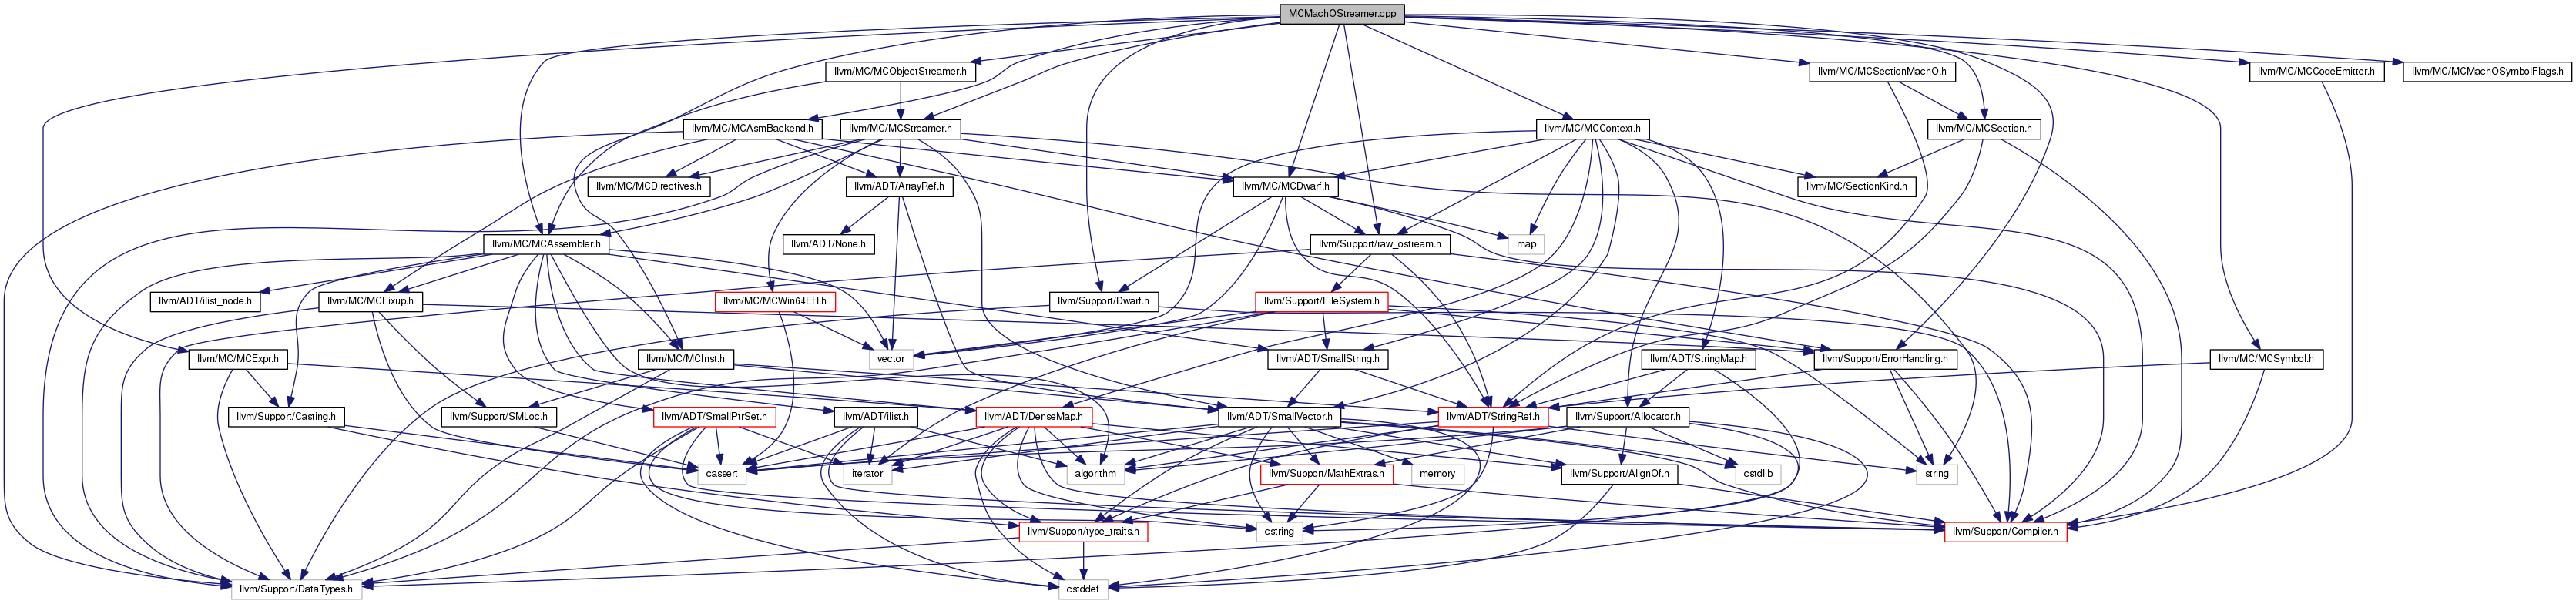 MCMachOStreamer.cpp
llvm/MC/MCObjectStreamer.h
llvm/MC/MCSectionMachO.h
llvm/MC/MCCodeEmitter.h
llvm/MC/MCMachOSymbolFlags.h
llvm/MC/MCAsmBackend.h
llvm/MC/MCStreamer.h
llvm/MC/MCContext.h
llvm/MC/MCSection.h
llvm/MC/MCDirectives.h
llvm/ADT/ArrayRef.h
llvm/MC/MCDwarf.h
llvm/MC/SectionKind.h
llvm/MC/MCAssembler.h
llvm/ADT/None.h
llvm/Support/raw_ostream.h
map
llvm/ADT/ilist_node.h
llvm/MC/MCFixup.h
llvm/MC/MCWin64EH.h
llvm/Support/Dwarf.h
llvm/Support/FileSystem.h
llvm/MC/MCExpr.h
llvm/MC/MCInst.h
vector
llvm/ADT/SmallString.h
llvm/ADT/StringMap.h
llvm/Support/ErrorHandling.h
llvm/MC/MCSymbol.h
llvm/Support/Casting.h
llvm/Support/SMLoc.h
llvm/ADT/SmallPtrSet.h
llvm/ADT/ilist.h
llvm/ADT/DenseMap.h
llvm/ADT/SmallVector.h
llvm/ADT/StringRef.h
llvm/Support/Allocator.h
cassert
iterator
algorithm
llvm/Support/MathExtras.h
memory
llvm/Support/AlignOf.h
cstdlib
string
llvm/Support/type_traits.h
cstring
llvm/Support/Compiler.h
llvm/Support/DataTypes.h
cstddef